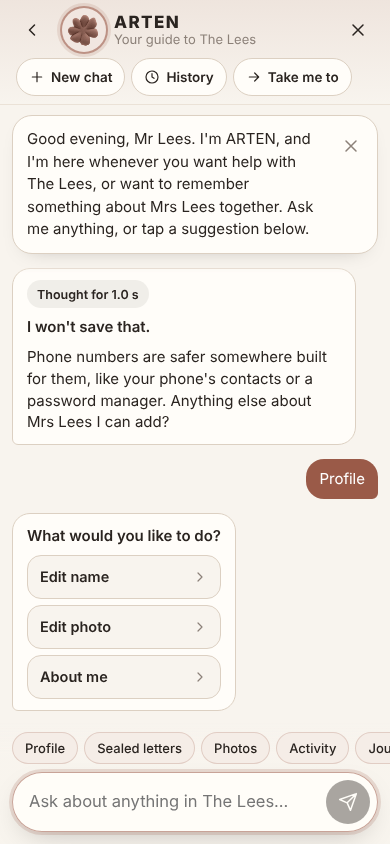 ARTEN
Your guide to The Lees
New chat
History
Take me to
Good evening, Mr Lees. I'm ARTEN, and
I'm here whenever you want help with
The Lees, or want to remember
something about Mrs Lees together. Ask
me anything, or tap a suggestion below.
Thought for 1.0 s
I won't save that.
Phone numbers are safer somewhere built
for them, like your phone's contacts or a
password manager. Anything else about
Mrs Lees I can add?
Profile
What would you like to do?
Edit name
Edit photo
About me
Profile
Sealed letters
Photos
Activity
Jou
Ask about anything in The Lees...